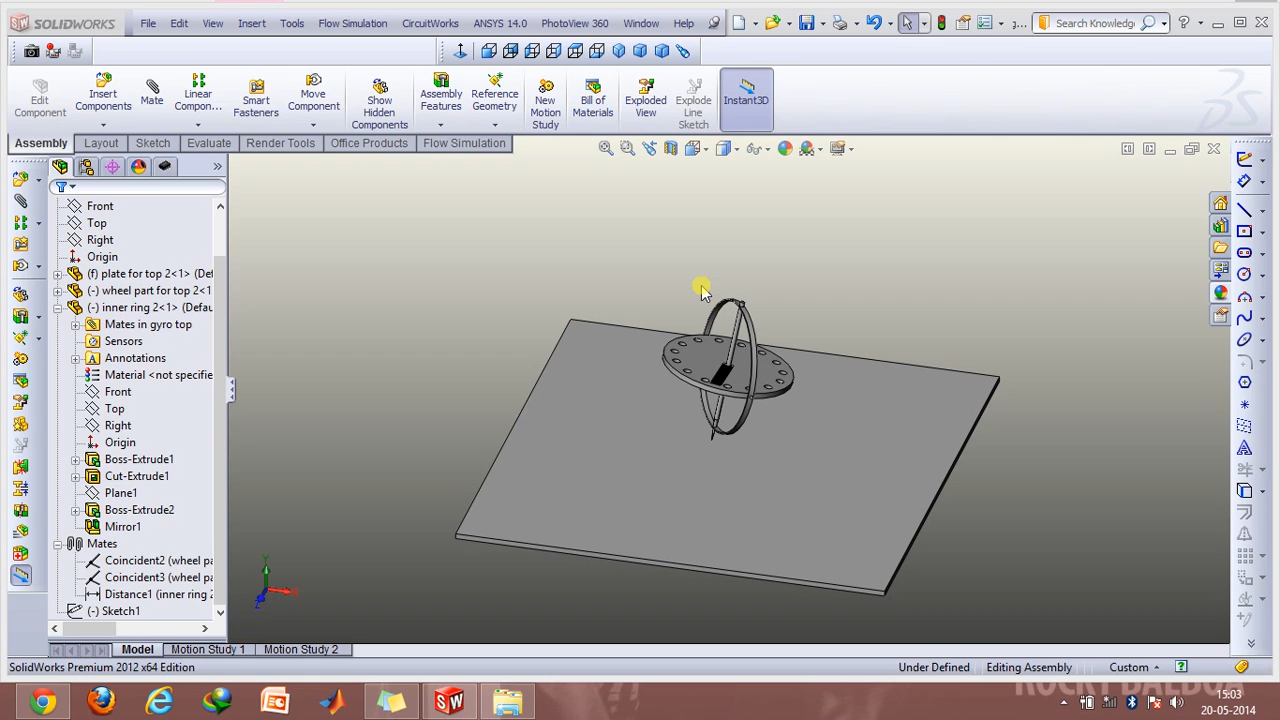 SOLIDWORKS File Edit View Insert Tools Flow Simulation CircuitWorks ANSYS 14.0 PhotoView 360 Window Help Search Knowledge
Edit Component
Insert Components
Mate
Linear Compon...
Smart Fasteners
Move Component
Show Hidden Components
Assembly Features
Reference Geometry
New Motion Study
Bill of Materials
Exploded View
Explode Line Sketch
Instant3D
Assembly Layout Sketch Evaluate Render Tools Office Products Flow Simulation
Front
Top
Right
Origin
(f) plate for top 2<1> (Def
(-) wheel part for top 2<1
(-) inner ring 2<1> (Defau
Mates in gyro top
Sensors
Annotations
Material <not specifie
Front
Top
Right
Origin
Boss-Extrude1
Cut-Extrude1
Plane1
Boss-Extrude2
Mirror1
Mates
Coincident2 (wheel pa
Coincident3 (wheel pa
Distance1 (inner ring 2
(-) Sketch1
Model Motion Study 1 Motion Study 2
SolidWorks Premium 2012 x64 Edition Under Defined Editing Assembly Custom
15:03
20-05-2014